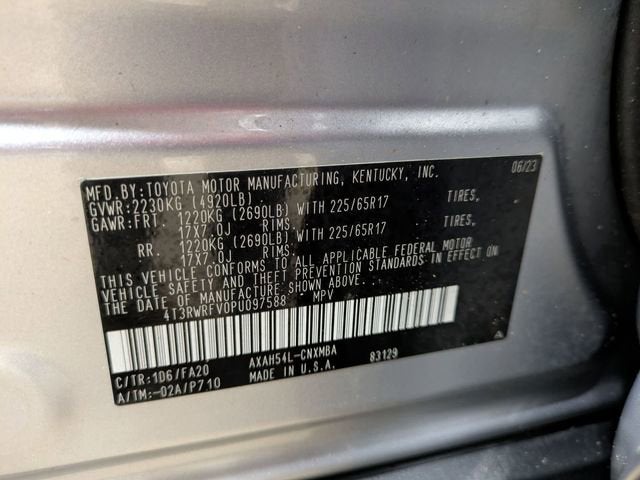 MFD.BY:TOYOTA MOTOR MANUFACTURING, KENTUCKY, INC. 06/23
GVWR:2230KG (4920LB)
GAWR:FRT. 1220KG (2690LB) WITH 225/65R17 TIRES,
17X7.0J RIMS.
RR. 1220KG (2690LB) WITH 225/65R17 TIRES,
17X7.0J RIMS.
THIS VEHICLE CONFORMS TO ALL APPLICABLE FEDERAL MOTOR
VEHICLE SAFETY AND THEFT PREVENTION STANDARDS IN EFFECT ON
THE DATE OF MANUFACTURE SHOWN ABOVE.
4T3RWRFV0PU097588 MPV
C/TR:1D6/FA20 AXAH54L-CNXMBA 83129
A/TM:-02A/P710 MADE IN U.S.A.